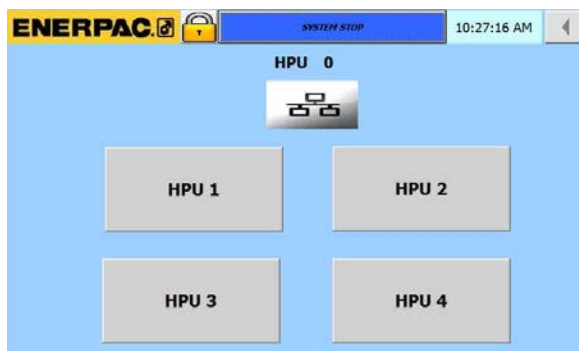 ENERPAC. SYSTEM STOP 10:27:16 AM
HPU 0
HPU 1 HPU 2
HPU 3 HPU 4